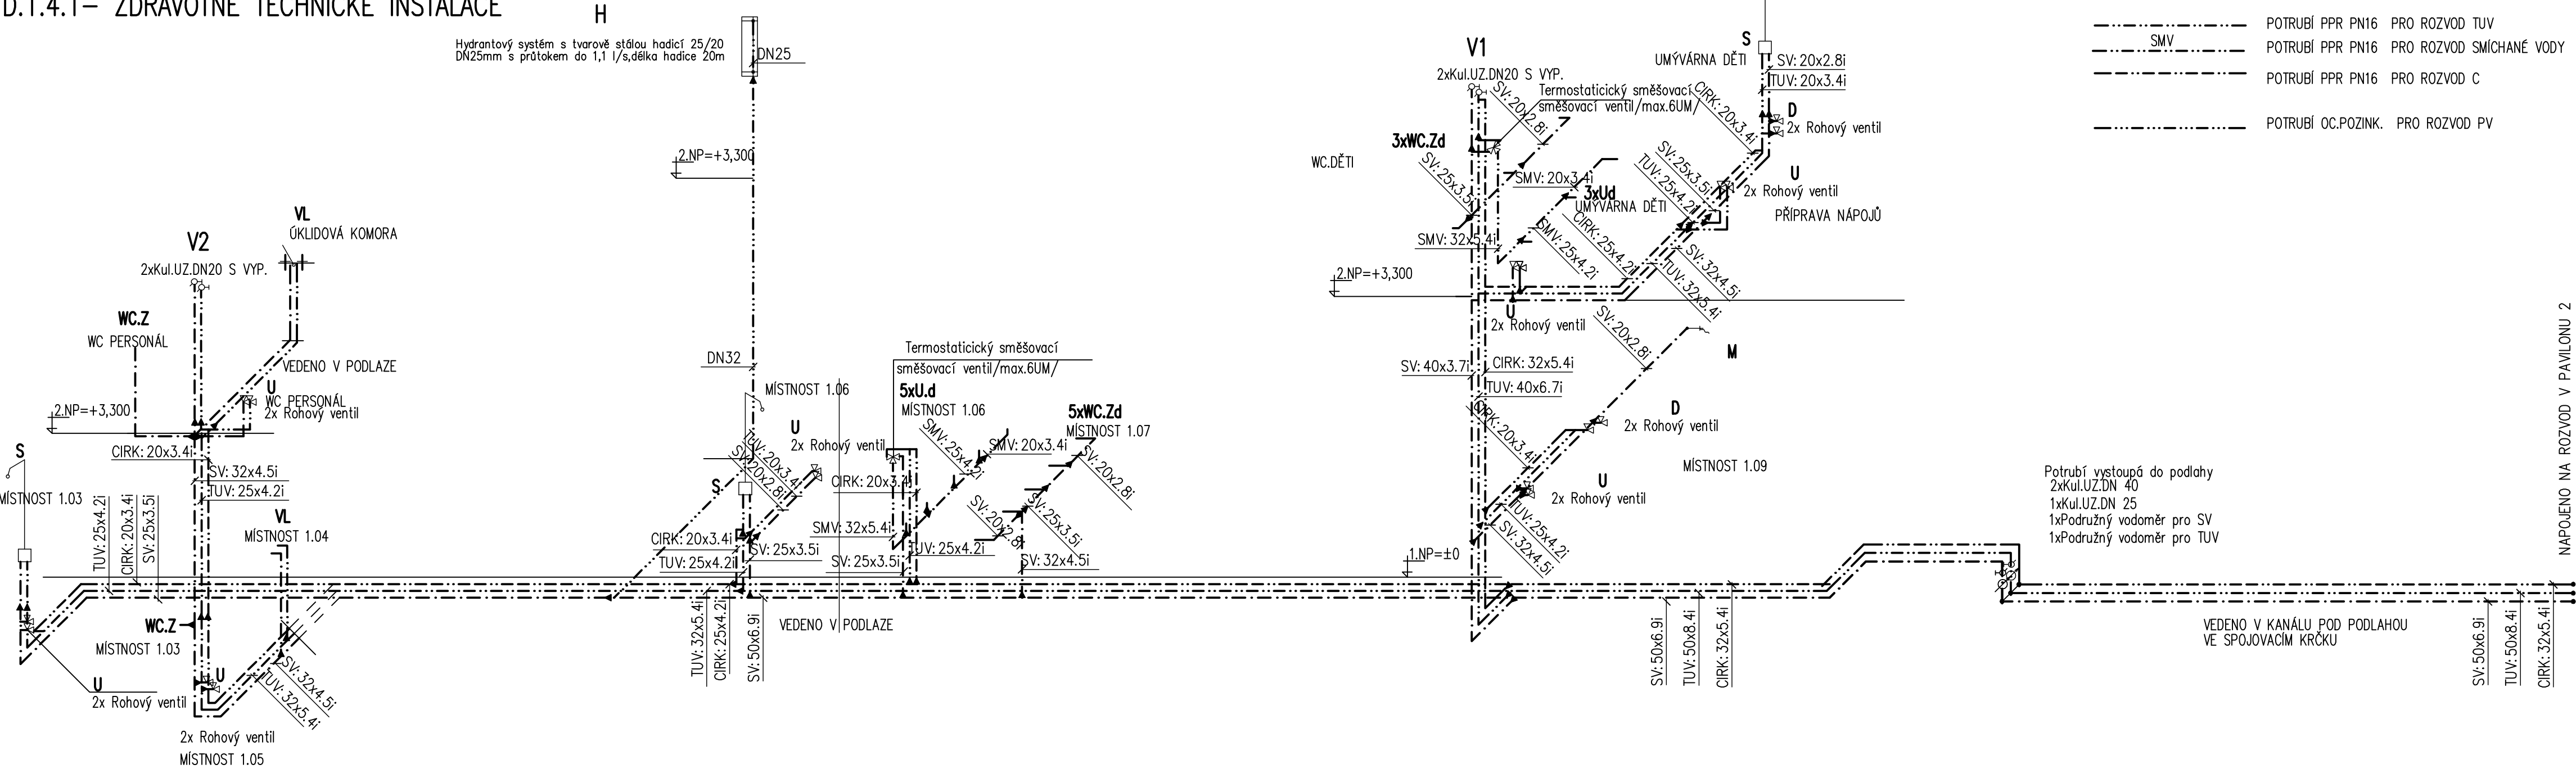 D.1.4.1– ZDRAVOTNĚ TECHNICKÉ INSTALACE
H
Hydrantový systém s tvarově stálou hadicí 25/20
DN25mm s průtokem do 1,1 l/s,délka hadice 20m
DN25
2.NP=+3,300
DN32
VL
ÚKLIDOVÁ KOMORA
V2
2xKul.UZ.DN20 S VYP.
WC.Z
WC PERSONÁL
VEDENO V PODLAZE
U
WC PERSONÁL
2x Rohový ventil
2.NP=+3,300
CIRK: 20x3.4i
SV: 32x4.5i
TUV: 25x4.2i
S
MÍSTNOST 1.03
TUV: 25x4.2i
CIRK: 20x3.4i
SV: 25x3.5i
VL
MÍSTNOST 1.04
WC.Z
MÍSTNOST 1.03
U
2x Rohový ventil
U
SV: 32x4.5i
TUV: 32x5.4i
2x Rohový ventil
MÍSTNOST 1.05
MÍSTNOST 1.06
U
2x Rohový ventil
TUV: 20x3.4i
SV: 20x2.8i
S
CIRK: 20x3.4i
TUV: 25x4.2i
SV: 25x3.5i
TUV: 32x5.4i
CIRK: 25x4.2i
SV: 50x6.9i
VEDENO V PODLAZE
Termostaticický směšovací
směšovací ventil/max.6UM/
5xU.d
MÍSTNOST 1.06
CIRK: 20x3.4i
SMV: 32x5.4i
SV: 25x3.5i
TUV: 25x4.2i
SMV: 25x4.2i
SMV: 20x3.4i
5xWC.Zd
MÍSTNOST 1.07
SV: 20x2.8i
SV: 20x2.8i
SV: 25x3.5i
SV: 32x4.5i
V1
2xKul.UZ.DN20 S VYP.
Termostaticický směšovací
směšovací ventil/max.6UM/
SV: 20x2.8i
3xWC.Zd
WC.DĚTI
SV: 25x3.5i
SMV: 20x3.4i
3xUd
UMÝVÁRNA DĚTI
SMV: 32x5.4i
SMV: 25x4.2i
CIRK: 25x4.2i
2.NP=+3,300
U
2x Rohový ventil
SV: 40x3.7i
CIRK: 32x5.4i
TUV: 40x6.7i
S
UMÝVÁRNA DĚTI
SV: 20x2.8i
TUV: 20x3.4i
CIRK: 20x3.4i
D
2x Rohový ventil
SV: 25x3.5i
TUV: 25x4.2i
U
2x Rohový ventil
PŘÍPRAVA NÁPOJŮ
SV: 32x4.5i
TUV: 32x5.4i
SV: 20x2.8i
M
CIRK: 20x3.4i
D
2x Rohový ventil
MÍSTNOST 1.09
U
2x Rohový ventil
TUV: 25x4.2i
SV: 32x4.5i
1.NP=±0
SV: 50x6.9i
TUV: 50x8.4i
CIRK: 32x5.4i
Potrubí vystoupá do podlahy
2xKul.UZ.DN 40
1xKul.UZ.DN 25
1xPodružný vodoměr pro SV
1xPodružný vodoměr pro TUV
VEDENO V KANÁLU POD PODLAHOU
VE SPOJOVACÍM KRČKU
SV: 50x6.9i
TUV: 50x8.4i
CIRK: 32x5.4i
NAPOJENO NA ROZVOD V PAVILONU 2
POTRUBÍ PPR PN16 PRO ROZVOD TUV
SMV
POTRUBÍ PPR PN16 PRO ROZVOD SMÍCHANÉ VODY
POTRUBÍ PPR PN16 PRO ROZVOD C
POTRUBÍ OC.POZINK. PRO ROZVOD PV